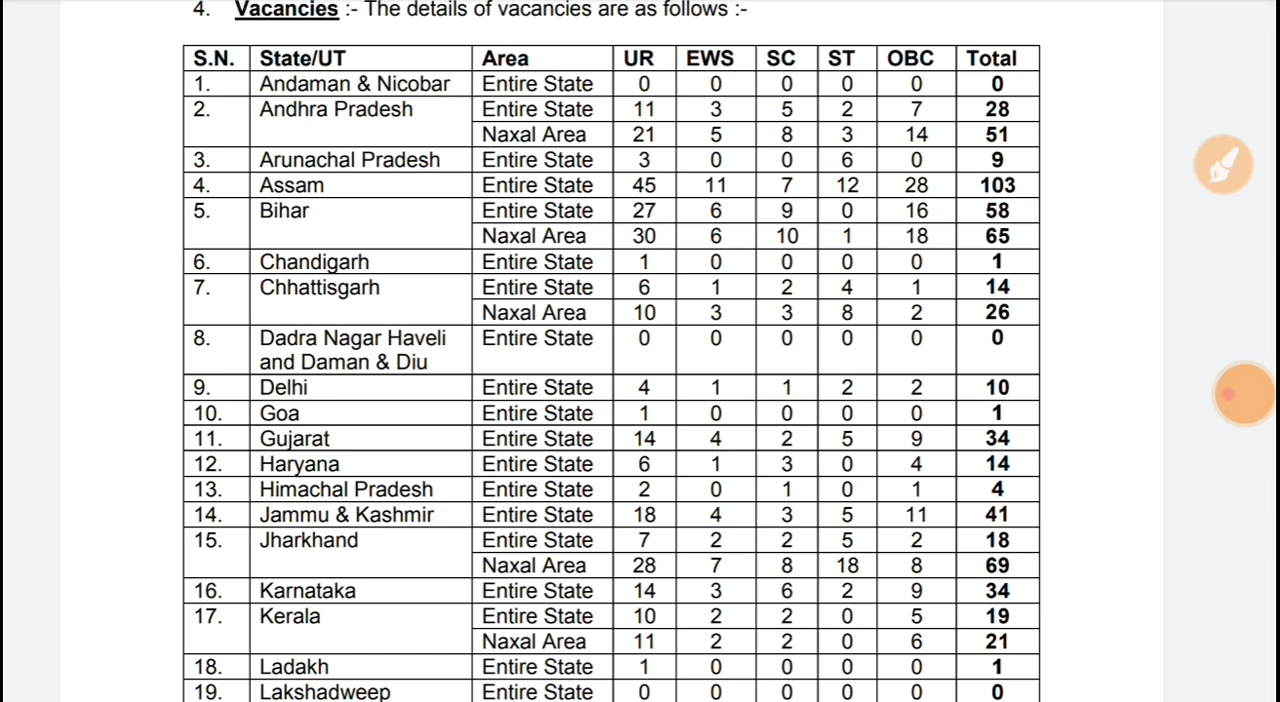 4. Vacancies :- The details of vacancies are as follows :-
S.N. State/UT Area UR EWS SC ST OBC Total
1. Andaman & Nicobar Entire State 0 0 0 0 0 0
2. Andhra Pradesh Entire State 11 3 5 2 7 28
Naxal Area 21 5 8 3 14 51
3. Arunachal Pradesh Entire State 3 0 0 6 0 9
4. Assam Entire State 45 11 7 12 28 103
5. Bihar Entire State 27 6 9 0 16 58
Naxal Area 30 6 10 1 18 65
6. Chandigarh Entire State 1 0 0 0 0 1
7. Chhattisgarh Entire State 6 1 2 4 1 14
Naxal Area 10 3 3 8 2 26
8. Dadra Nagar Haveli Entire State 0 0 0 0 0 0
and Daman & Diu
9. Delhi Entire State 4 1 1 2 2 10
10. Goa Entire State 1 0 0 0 0 1
11. Gujarat Entire State 14 4 2 5 9 34
12. Haryana Entire State 6 1 3 0 4 14
13. Himachal Pradesh Entire State 2 0 1 0 1 4
14. Jammu & Kashmir Entire State 18 4 3 5 11 41
15. Jharkhand Entire State 7 2 2 5 2 18
Naxal Area 28 7 8 18 8 69
16. Karnataka Entire State 14 3 6 2 9 34
17. Kerala Entire State 10 2 2 0 5 19
Naxal Area 11 2 2 0 6 21
18. Ladakh Entire State 1 0 0 0 0 1
19. Lakshadweep Entire State 0 0 0 0 0 0